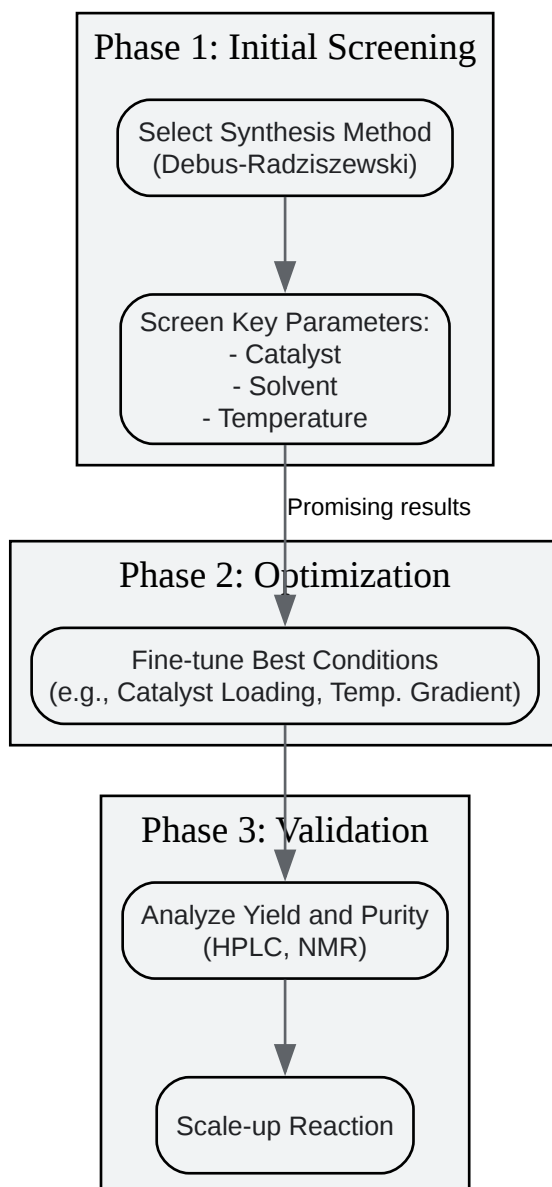 Phase 1: Initial Screening
Select Synthesis Method
(Debus-Radziszewski)
Screen Key Parameters:
- Catalyst
- Solvent
- Temperature
Promising results
Phase 2: Optimization
Fine-tune Best Conditions
(e.g., Catalyst Loading, Temp. Gradient)
Phase 3: Validation
Analyze Yield and Purity
(HPLC, NMR)
Scale-up Reaction